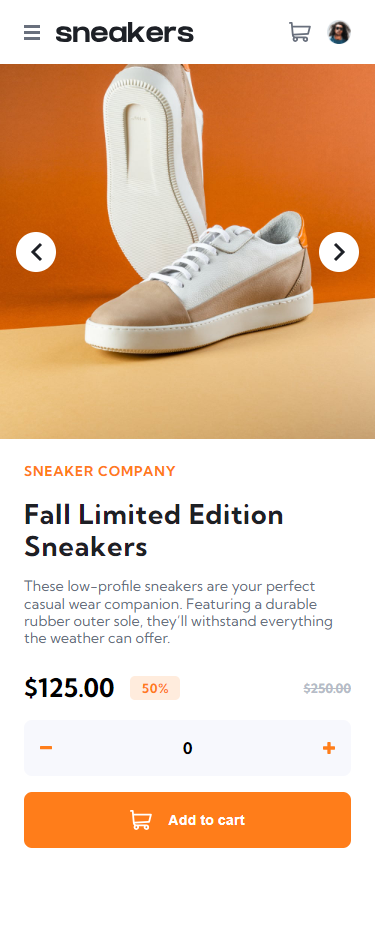 sneakers
SNEAKER COMPANY
Fall Limited Edition
Sneakers
These low-profile sneakers are your perfect
casual wear companion. Featuring a durable
rubber outer sole, they'll withstand everything
the weather can offer.
$125.00 50% $250.00
0
Add to cart